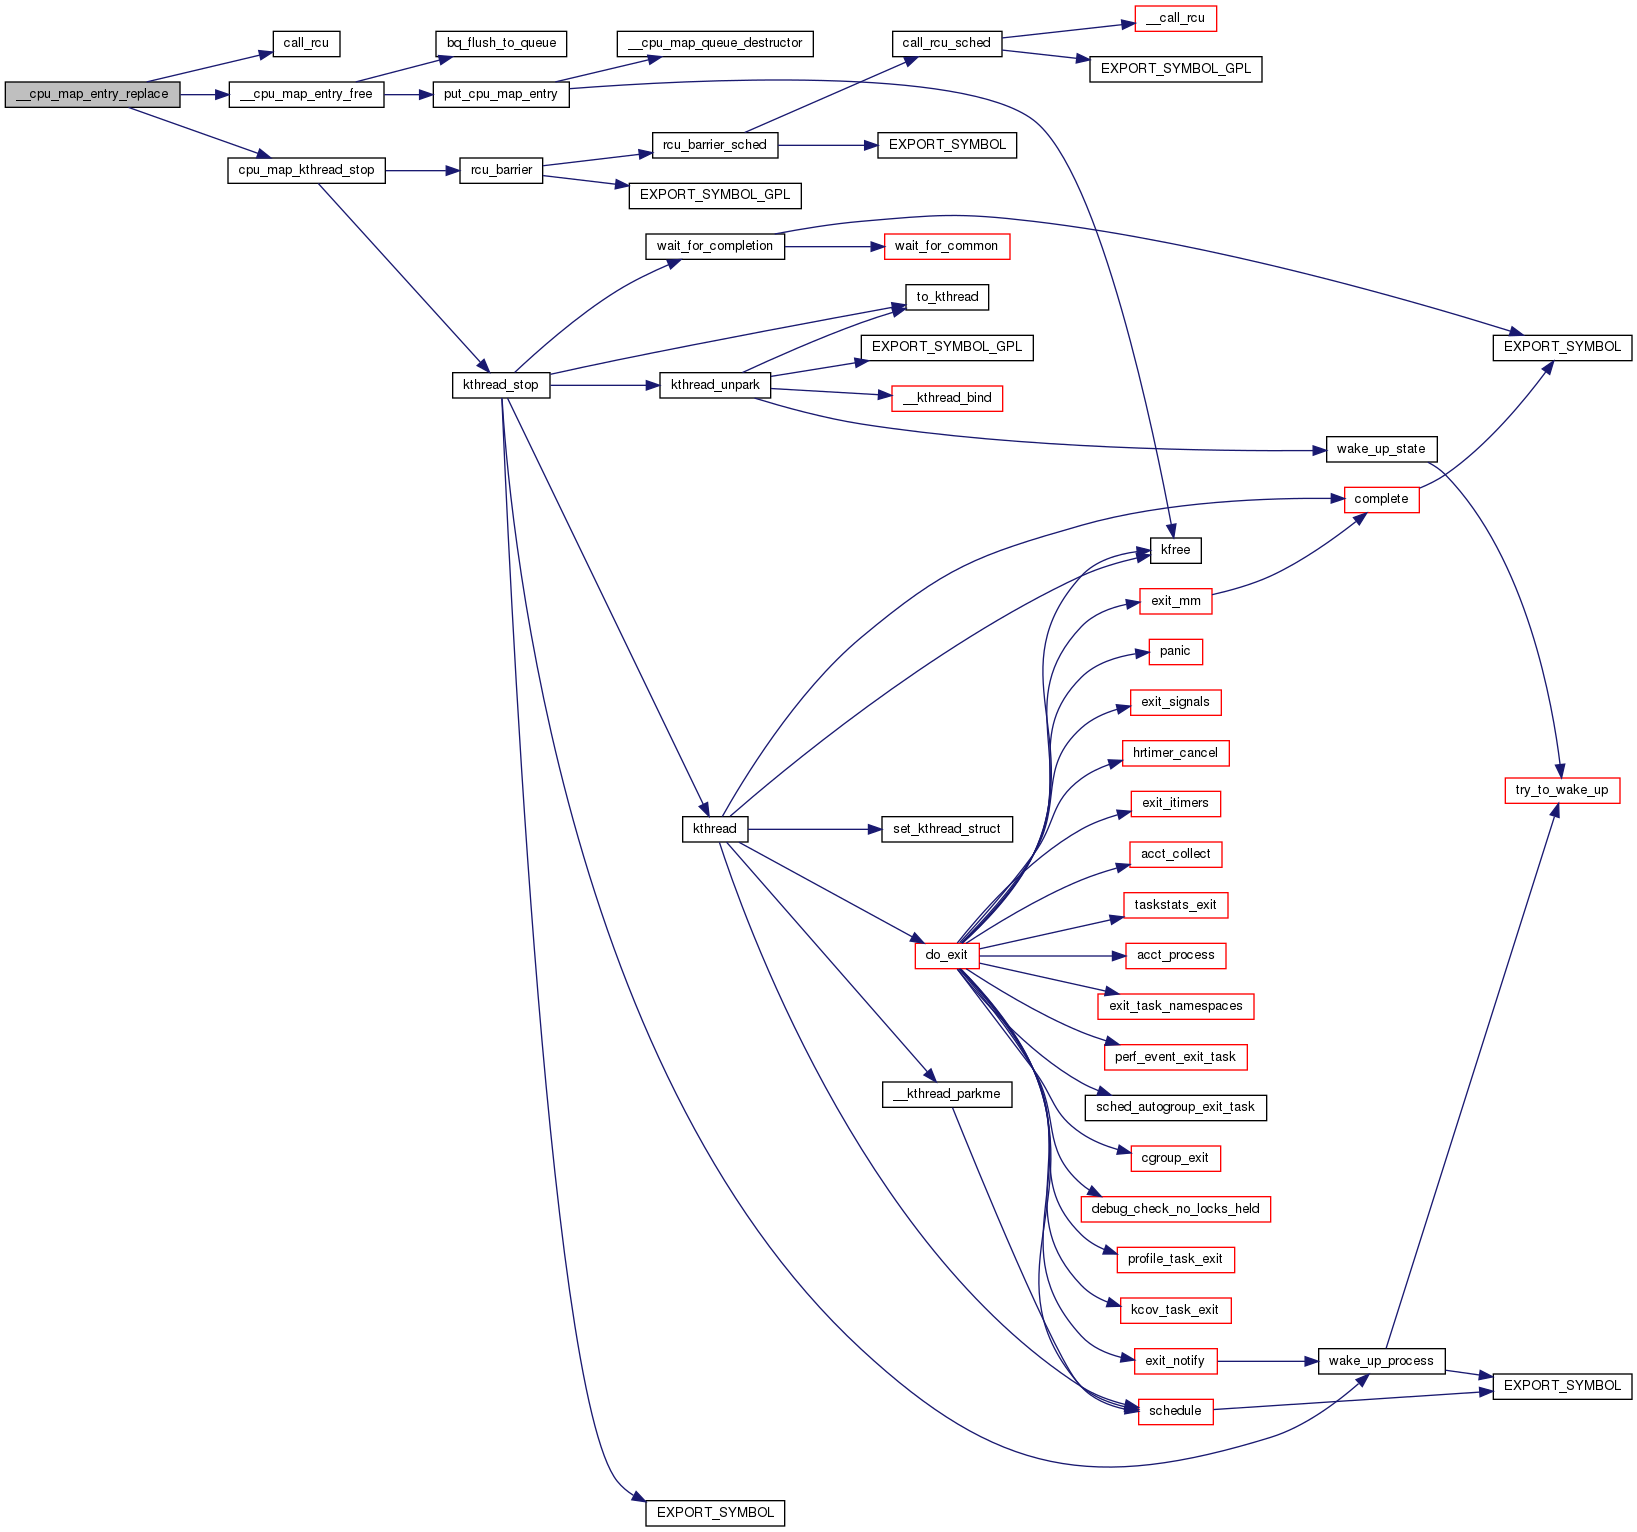 __call_rcu
call_rcu
bq_flush_to_queue
__cpu_map_queue_destructor
call_rcu_sched
EXPORT_SYMBOL_GPL
__cpu_map_entry_replace
__cpu_map_entry_free
put_cpu_map_entry
rcu_barrier_sched
EXPORT_SYMBOL
cpu_map_kthread_stop
rcu_barrier
EXPORT_SYMBOL_GPL
wait_for_completion
wait_for_common
to_kthread
EXPORT_SYMBOL_GPL
EXPORT_SYMBOL
kthread_stop
kthread_unpark
__kthread_bind
wake_up_state
complete
kfree
exit_mm
panic
exit_signals
hrtimer_cancel
try_to_wake_up
exit_itimers
kthread
set_kthread_struct
acct_collect
taskstats_exit
do_exit
acct_process
exit_task_namespaces
perf_event_exit_task
__kthread_parkme
sched_autogroup_exit_task
cgroup_exit
debug_check_no_locks_held
profile_task_exit
kcov_task_exit
exit_notify
wake_up_process
EXPORT_SYMBOL
schedule
EXPORT_SYMBOL